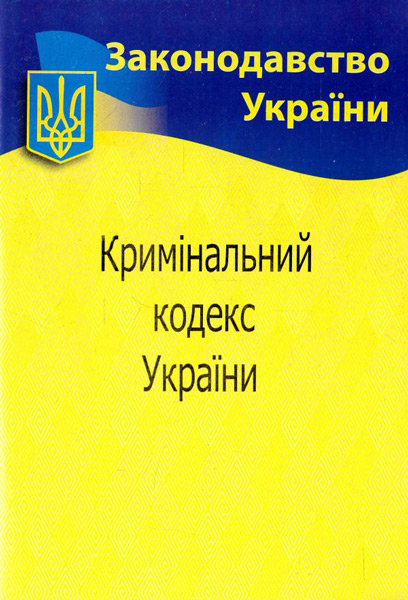 Законодавство
України
Кримінальний
кодекс
України